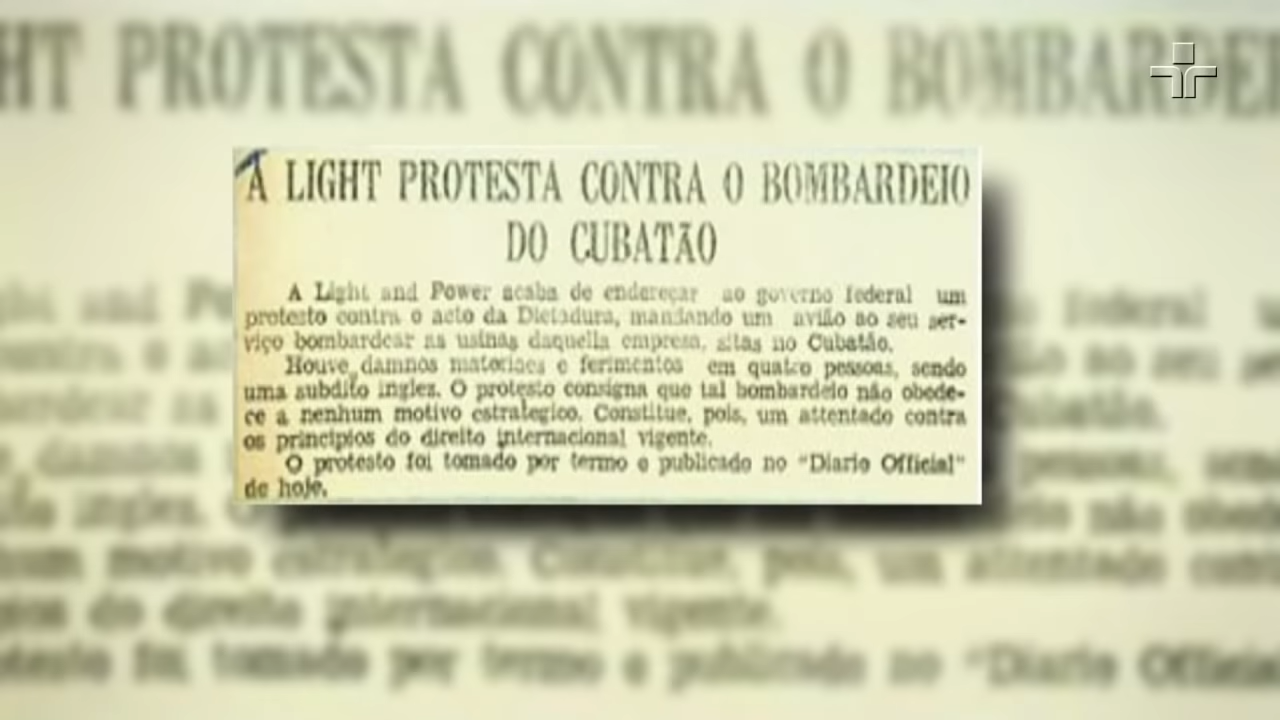 A LIGHT PROTESTA CONTRA O BOMBARDEIO
DO CUBATÃO
A Light and Power acaba de endereçar ao governo federal um
protesto contra o acto da Dictadura, mandando um avião ao seu ser-
viço bombardear as usinas daquella empresa, sitas no Cubatão.
Houve damnos materiaes e ferimentos em quatro pessoas, sendo
uma subdito inglez. O protesto consigna que tal bombardeio não obede-
ce a nenhum motivo estrategico. Constitue, pois, um attentado contra
os principios do direito internacional vigente.
O protesto foi tomado por termo e publicado no "Diario Official"
de hoje.